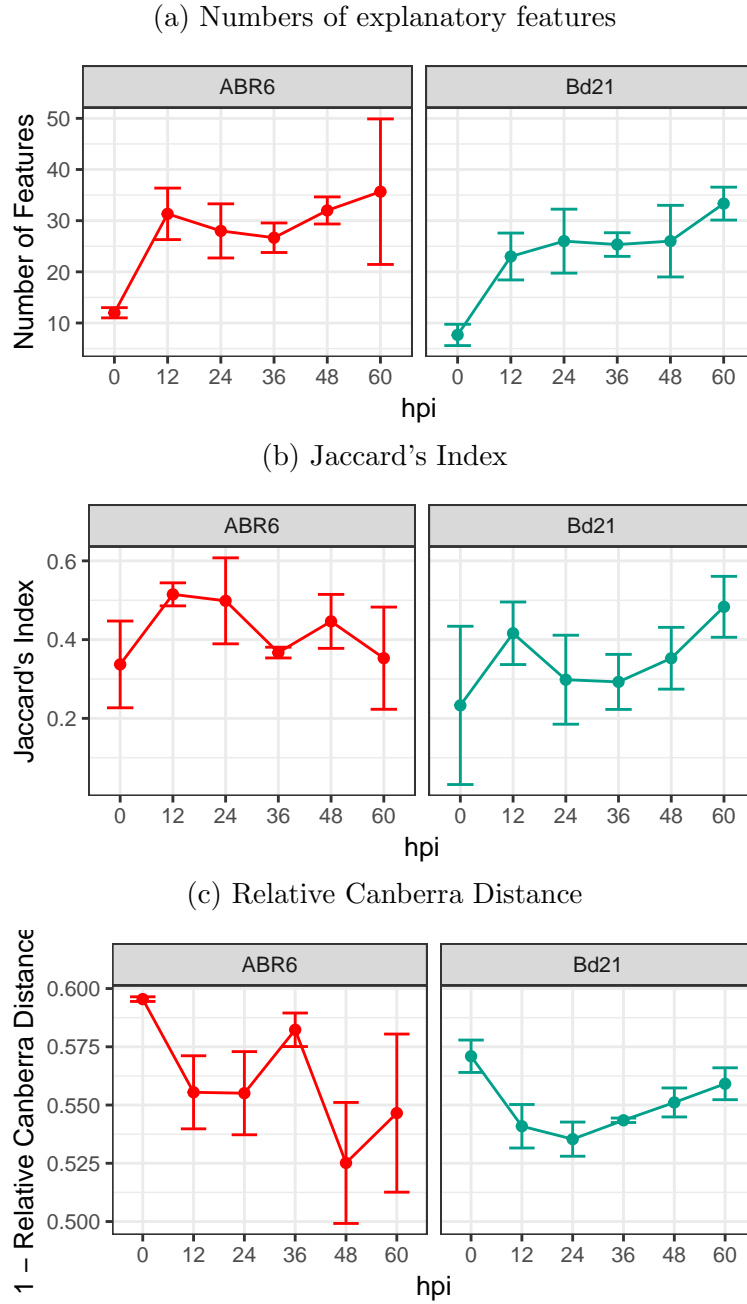 (a) Numbers of explanatory features
ABR6 Bd21
Number of Features
50
40
30
20
10
0 12 24 36 48 60 0 12 24 36 48 60
hpi
(b) Jaccard's Index
ABR6 Bd21
Jaccard's Index
0.6
0.4
0.2
0 12 24 36 48 60 0 12 24 36 48 60
hpi
(c) Relative Canberra Distance
ABR6 Bd21
1 − Relative Canberra Distance
0.600
0.575
0.550
0.525
0.500
0 12 24 36 48 60 0 12 24 36 48 60
hpi